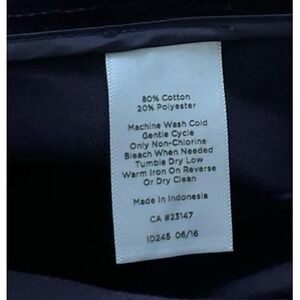 80% Cotton
20% Polyester
Machine Wash Cold
Gentle Cycle
Only Non-Chlorine
Bleach When Needed
Tumble Dry Low
Warm Iron On Reverse
Or Dry Clean
Made In Indonesia
CA #23147
ID245 06/16